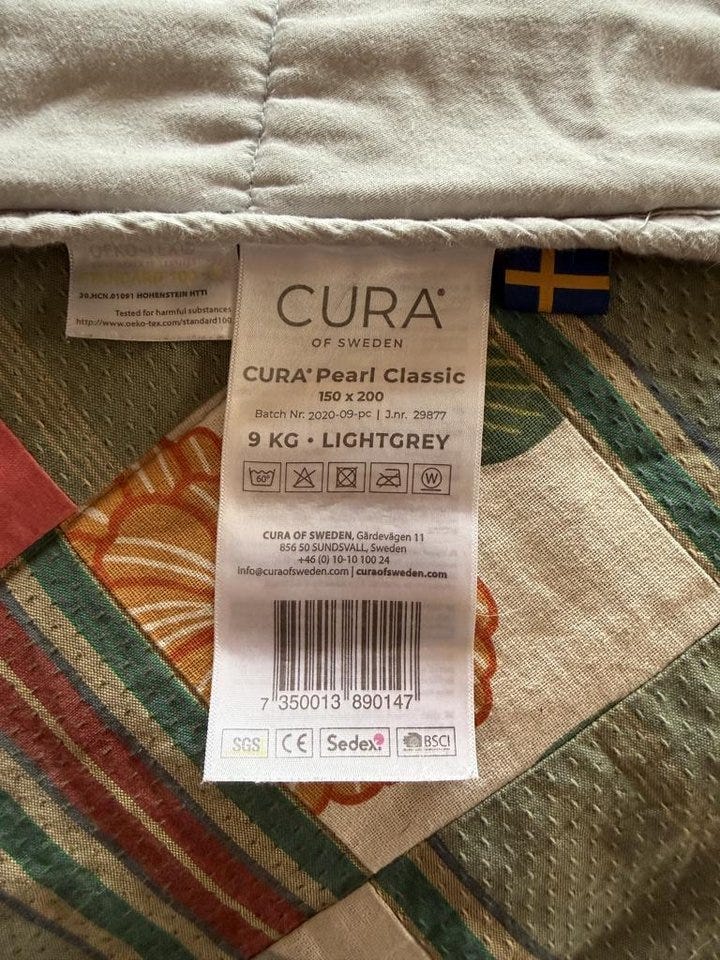 30.HCN.01091 HOHENSTEIN HTTI
Tested for harmful substances
http://www.oeko-tex.com/standard100
CURA®
OF SWEDEN
CURA® Pearl Classic
150 x 200
Batch Nr. 2020-09-pc | J.nr. 29877
9 KG • LIGHTGREY
60°
W
CURA OF SWEDEN, Gärdevägen 11
856 50 SUNDSVALL, Sweden
+46 (0) 10-10 100 24
info@curaofsweden.com | curaofsweden.com
7 350013 890147
SGS CE Sedex BSCI